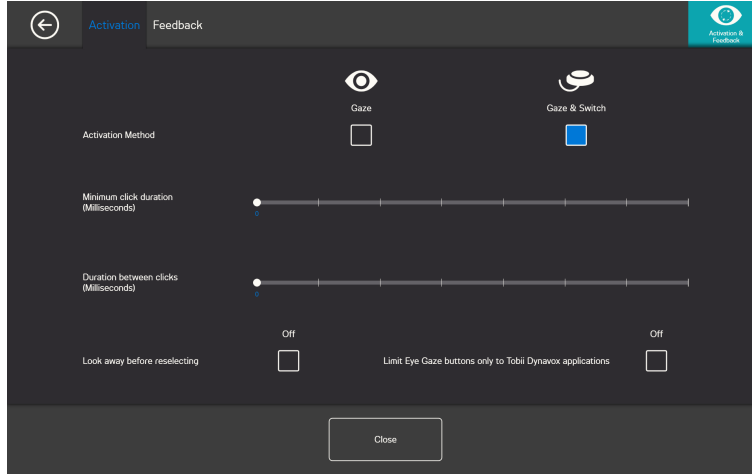 Activation Feedback
Activation &
Feedback
Gaze
Gaze & Switch
Activation Method
Minimum click duration
(Milliseconds)
0
Duration between clicks
(Milliseconds)
0
Off
Off
Look away before reselecting
Limit Eye Gaze buttons only to Tobii Dynavox applications
Close